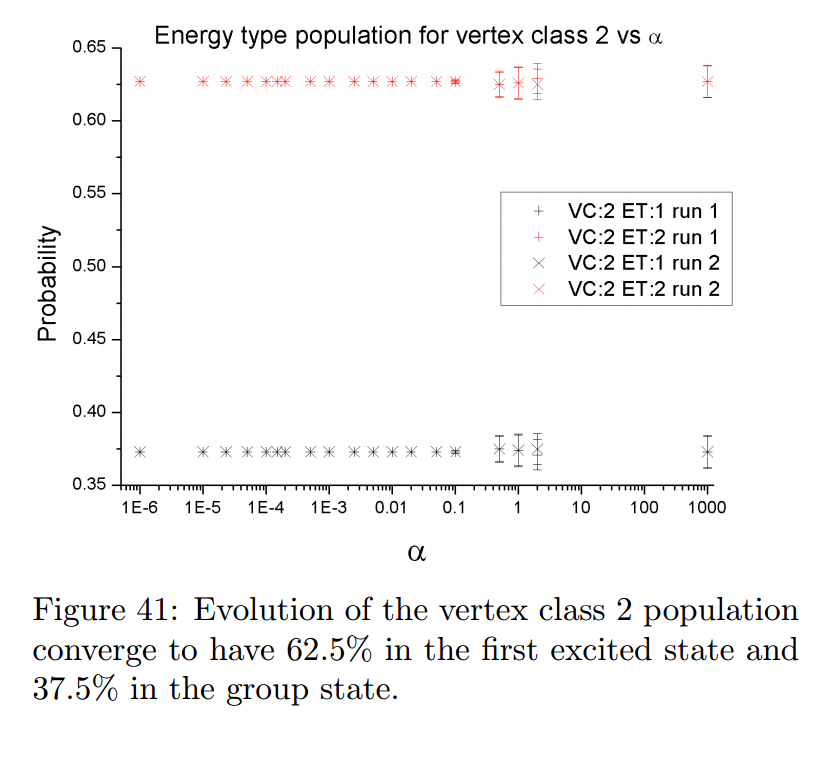 Energy type population for vertex class 2 vs α
0.65
0.60
0.55
0.50
0.45
0.40
0.35
Probability
VC:2 ET:1 run 1
VC:2 ET:2 run 1
VC:2 ET:1 run 2
VC:2 ET:2 run 2
1E-6 1E-5 1E-4 1E-3 0.01 0.1 1 10 100 1000
α
Figure 41: Evolution of the vertex class 2 population
converge to have 62.5% in the first excited state and
37.5% in the group state.